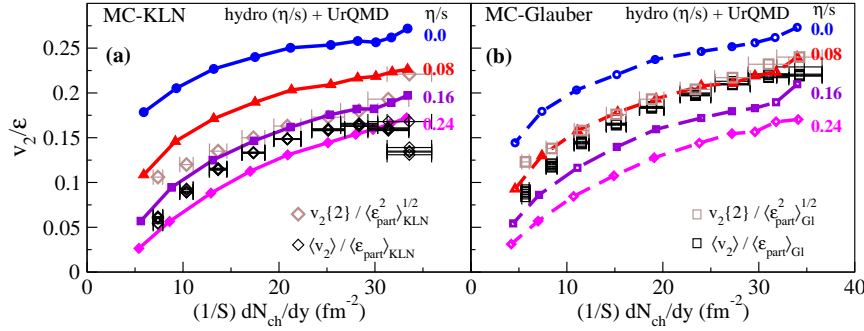 MC-KLN hydro (η/s) + UrQMD η/s
(a)
0.0
0.08
0.16
0.24
v₂{2} / ⟨ε²part⟩^1/2 KLN
⟨v₂⟩ / ⟨εpart⟩KLN
v₂/ε
0 0.05 0.1 0.15 0.2 0.25
0 10 20 30
(1/S) dNch/dy (fm⁻²)
hydro (η/s) + UrQMD MC-Glauber η/s
(b)
0.0
0.08
0.16
0.24
v₂{2} / ⟨ε²part⟩^1/2 Gl
⟨v₂⟩ / ⟨εpart⟩Gl
0 10 20 30 40
(1/S) dNch/dy (fm⁻²)